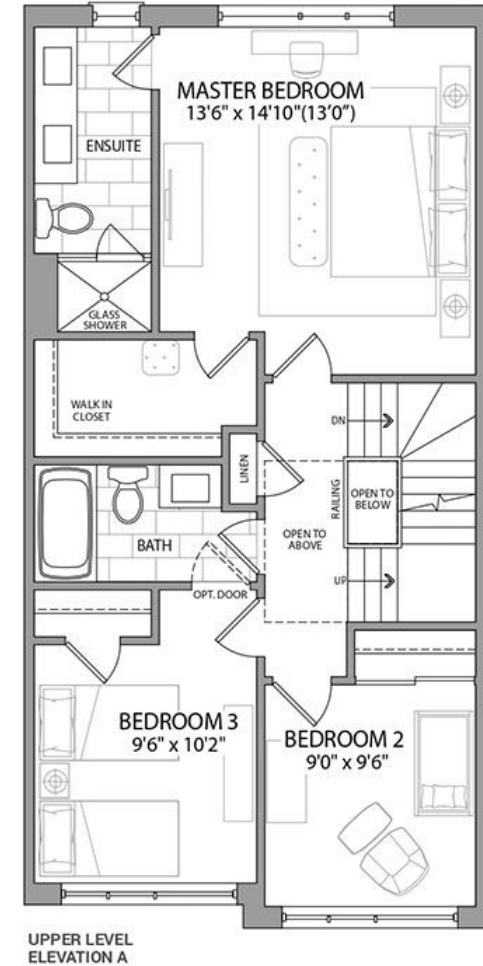 MASTER BEDROOM
13'6" x 14'10"(13'0")
ENSUITE
GLASS
SHOWER
WALK IN
CLOSET
LINEN
DN
RAILING
OPEN TO
BELOW
OPEN TO
ABOVE
BATH
UP
OPT. DOOR
BEDROOM 3
9'6" x 10'2"
BEDROOM 2
9'0" x 9'6"
UPPER LEVEL
ELEVATION A